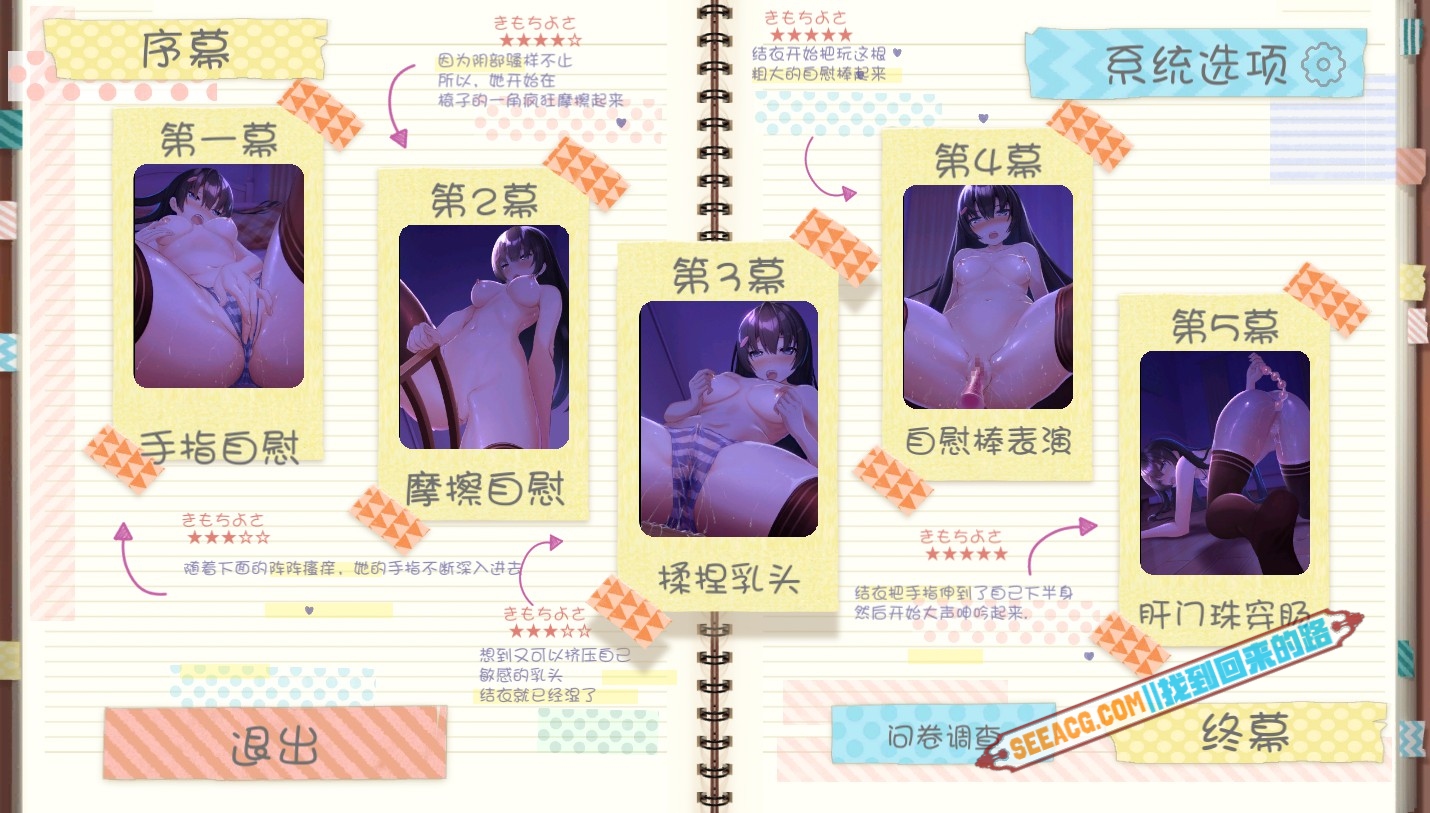 序幕
きもちよさ
★★★★☆
因为阴部骚样不止
所以，她开始在
椅子的一角疯狂摩擦起来
きもちよさ
★★★★★
结衣开始把玩这根
粗大的自慰棒起来
系统选项
第一幕
手指自慰
第2幕
摩擦自慰
第3幕
揉捏乳头
第4幕
自慰棒表演
第5幕
肛门珠穿肠
きもちよさ
★★★☆☆
随着下面的阵阵瘙痒，她的手指不断深入进去
きもちよさ
★★★☆☆
想到又可以挤压自己
敏感的乳头
结衣就已经湿了
きもちよさ
★★★★★
结衣把手指伸到了自己下半身
然后开始大声呻吟起来.
退出
问卷调查
SEEACG.COM||找到回来的路
终幕